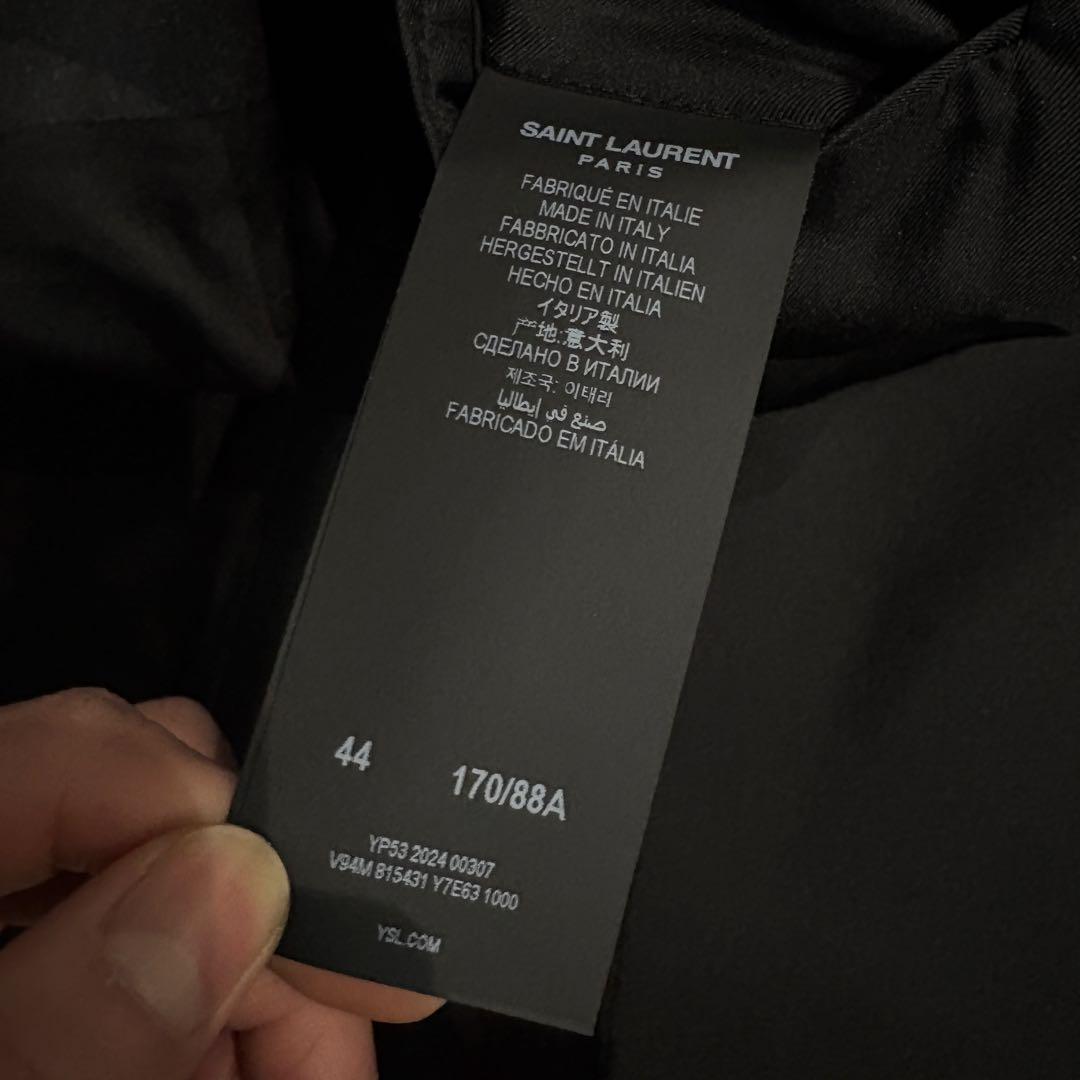 SAINT LAURENT
PARIS
FABRIQUÉ EN ITALIE
MADE IN ITALY
FABBRICATO IN ITALIA
HERGESTELLT IN ITALIEN
HECHO EN ITALIA
イタリア製
产地:意大利
СДЕЛАНО В ИТАЛИИ
제조국: 이태리
صنع في إيطاليا
FABRICADO EM ITÁLIA
44 170/88A
YP53 2024 00307
V94M 815431 Y7E63 1000
YSL.COM